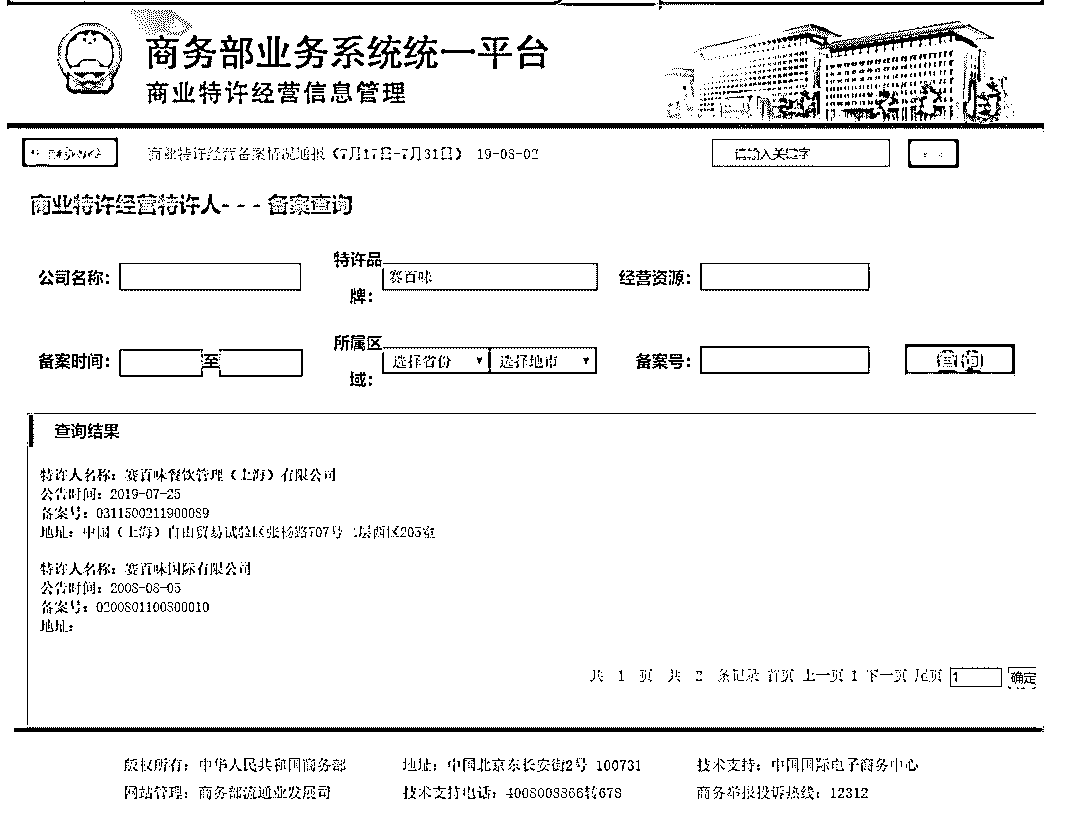 商务部业务系统统一平台
商业特许经营信息管理
商业特许经营备案情况通报（7月17日-7月31日） 19-08-02
请输入关键字
商业特许经营特许人--- 备案查询
公司名称：
特许品牌：
赛百味
经营资源：
备案时间：
至
所属区域：
选择省份
选择地市
备案号：
查 询
查询结果
特许人名称：赛百味餐饮管理（上海）有限公司
公告时间：2019-07-25
备案号：0311500211900089
地址：中国（上海）自由贸易试验区张杨路707号二层西区205室
特许人名称：赛百味国际有限公司
公告时间：2008-08-05
备案号：0200801100800010
地址：
共 1 页 共 2 条记录 首页 上一页 1 下一页 尾页 1 确定
版权所有：中华人民共和国商务部 地址：中国北京东长安街2号 100731 技术支持：中国国际电子商务中心
网站管理：商务部流通业发展司 技术支持电话：4008008866转678 商务举报投诉热线：12312